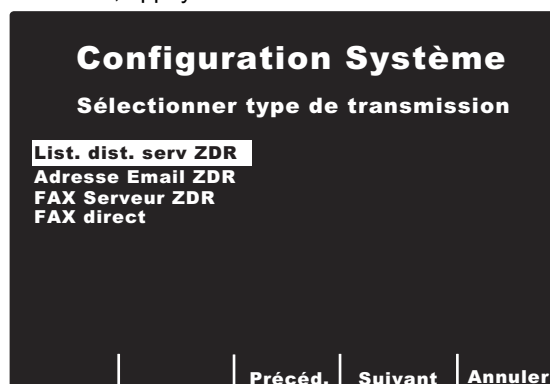 Configuration Système
Sélectionner type de transmission
List. dist. serv ZDR
Adresse Email ZDR
FAX Serveur ZDR
FAX direct
Précéd. Suivant Annuler